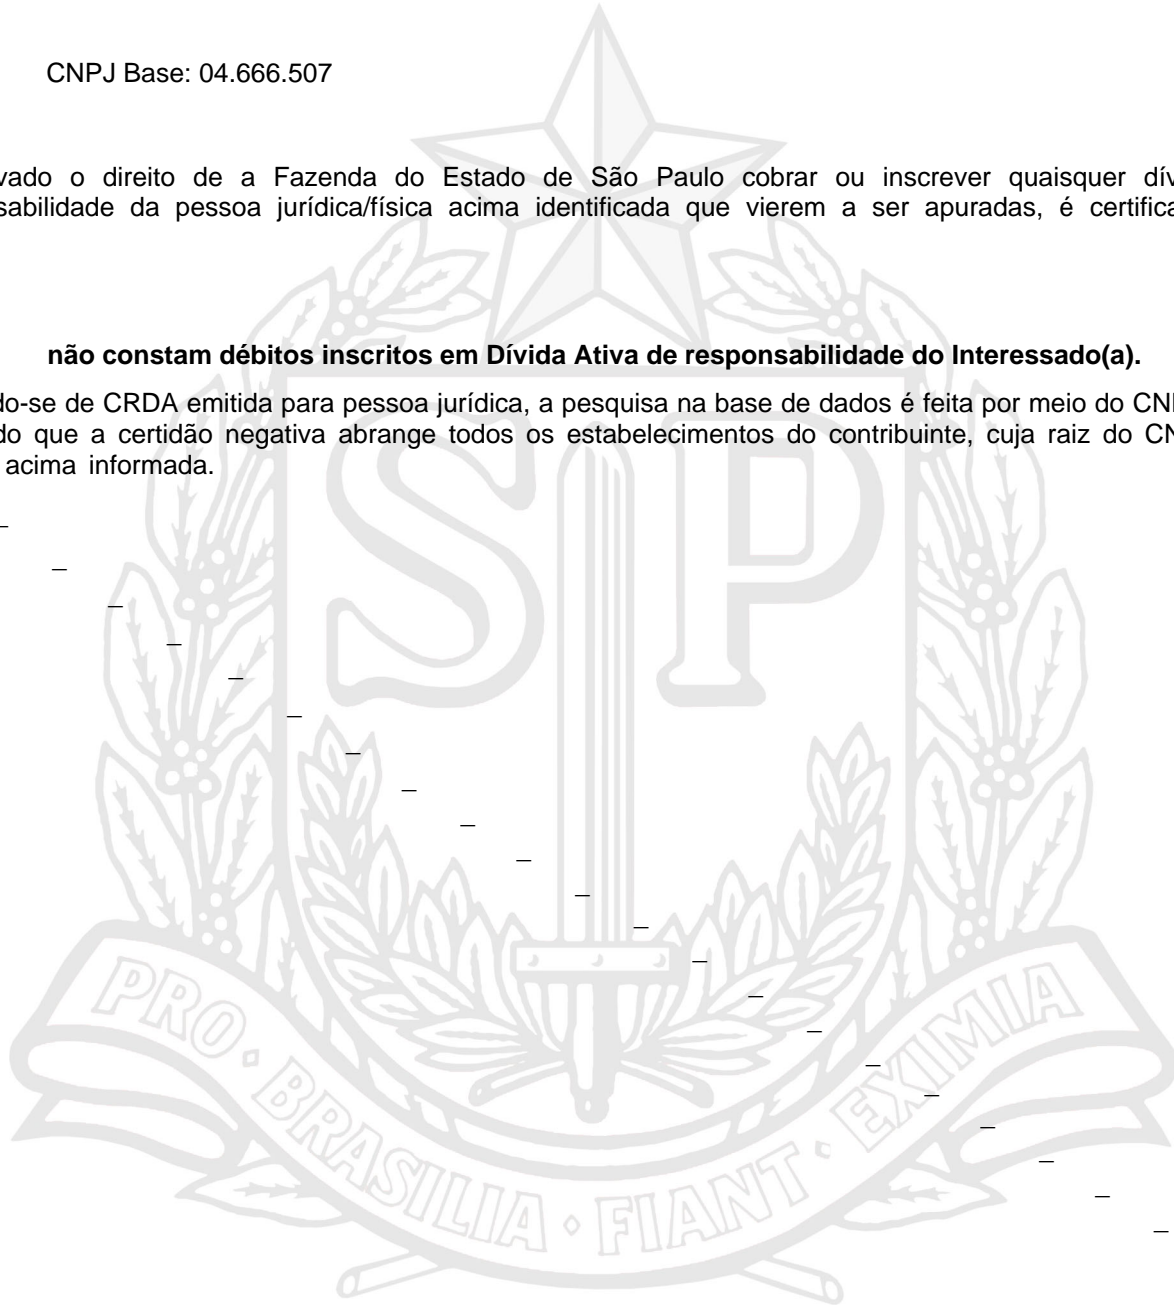 CNPJ Base: 04.666.507
vado o direito de a Fazenda do Estado de São Paulo cobrar ou inscrever quaisquer dív
sabilidade da pessoa jurídica/física acima identificada que vierem a ser apuradas, é certifica
não constam débitos inscritos em Dívida Ativa de responsabilidade do Interessado(a).
do-se de CRDA emitida para pessoa jurídica, a pesquisa na base de dados é feita por meio do CN
do que a certidão negativa abrange todos os estabelecimentos do contribuinte, cuja raiz do CN
acima informada.
SP
PRO · BRASILIA · FIANT · EXIMIA